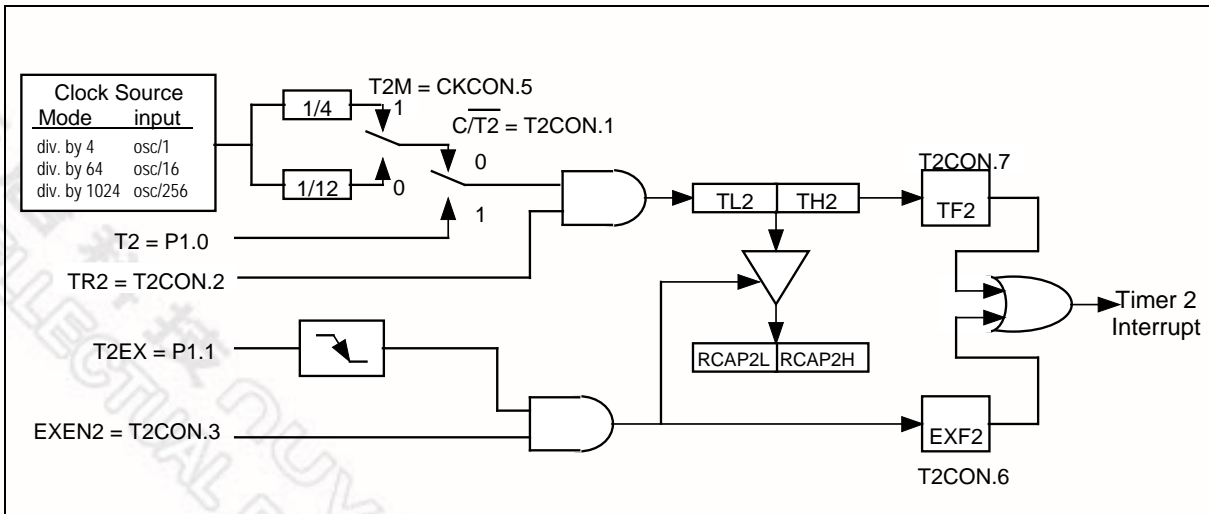 Clock Source
Mode input
div. by 4 osc/1
div. by 64 osc/16
div. by 1024 osc/256
1/4
1/12
T2M = CKCON.5
1
0
C/T2 = T2CON.1
0
1
T2 = P1.0
TR2 = T2CON.2
TL2 TH2
T2CON.7
TF2
T2EX = P1.1
RCAP2L RCAP2H
EXEN2 = T2CON.3
EXF2
T2CON.6
Timer 2
Interrupt